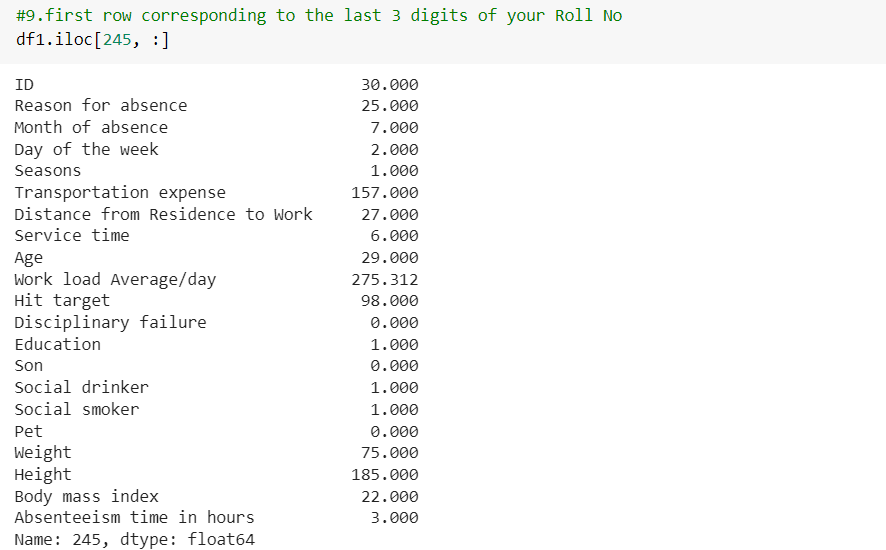 #9.first row corresponding to the last 3 digits of your Roll No
df1.iloc[245, :]
ID 30.000
Reason for absence 25.000
Month of absence 7.000
Day of the week 2.000
Seasons 1.000
Transportation expense 157.000
Distance from Residence to Work 27.000
Service time 6.000
Age 29.000
Work load Average/day 275.312
Hit target 98.000
Disciplinary failure 0.000
Education 1.000
Son 0.000
Social drinker 1.000
Social smoker 1.000
Pet 0.000
Weight 75.000
Height 185.000
Body mass index 22.000
Absenteeism time in hours 3.000
Name: 245, dtype: float64